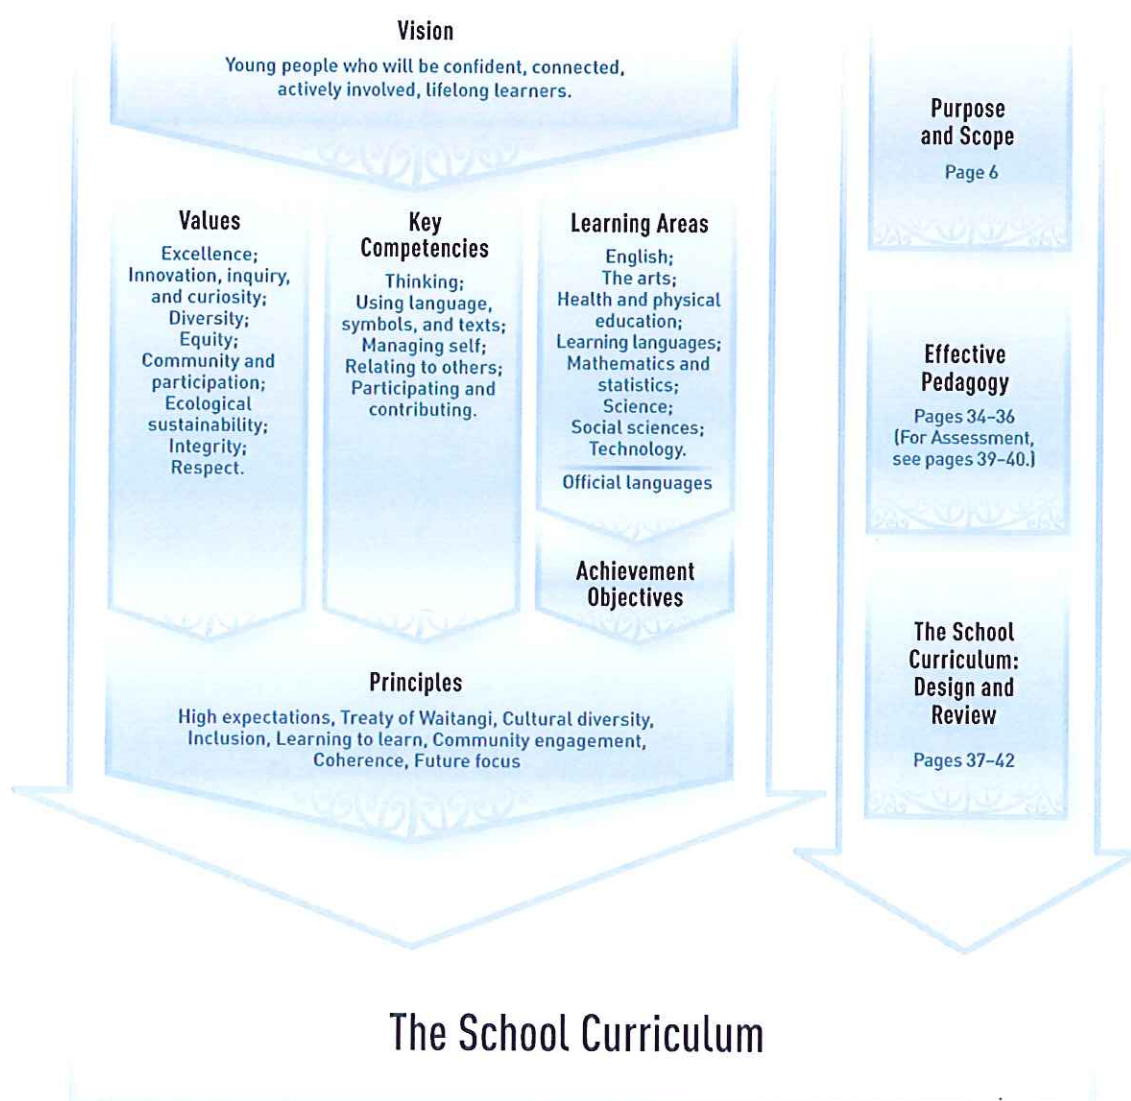 Vision
Young people who will be confident, connected,
actively involved, lifelong learners.
Values
Excellence;
Innovation, inquiry,
and curiosity;
Diversity;
Equity;
Community and
participation;
Ecological
sustainability;
Integrity;
Respect.
Key
Competencies
Thinking;
Using language,
symbols, and texts;
Managing self;
Relating to others;
Participating and
contributing.
Learning Areas
English;
The arts;
Health and physical
education;
Learning languages;
Mathematics and
statistics;
Science;
Social sciences;
Technology.
Official languages
Achievement
Objectives
Principles
High expectations, Treaty of Waitangi, Cultural diversity,
Inclusion, Learning to learn, Community engagement,
Coherence, Future focus
Purpose
and Scope
Page 6
Effective
Pedagogy
Pages 34–36
(For Assessment,
see pages 39–40.)
The School
Curriculum:
Design and
Review
Pages 37–42
The School Curriculum